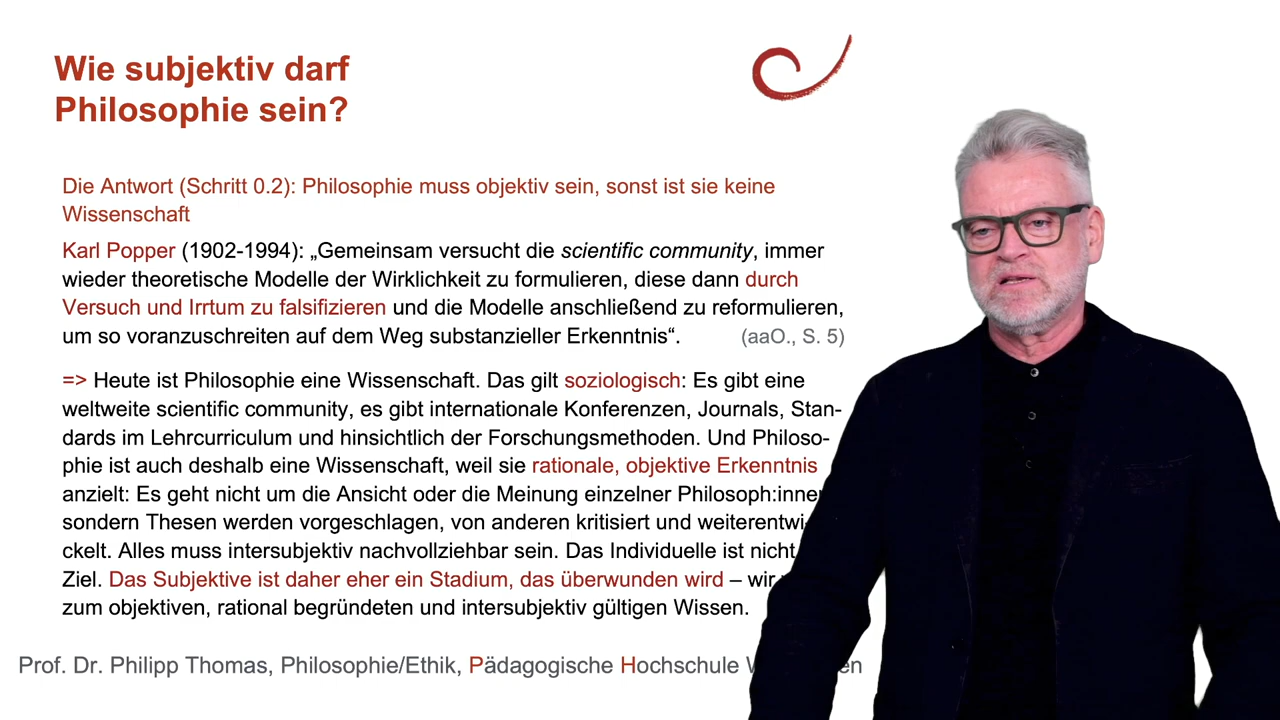 Wie subjektiv darf
Philosophie sein?
Die Antwort (Schritt 0.2): Philosophie muss objektiv sein, sonst ist sie keine
Wissenschaft
Karl Popper (1902-1994): „Gemeinsam versucht die scientific community, immer
wieder theoretische Modelle der Wirklichkeit zu formulieren, diese dann durch
Versuch und Irrtum zu falsifizieren und die Modelle anschließend zu reformulieren,
um so voranzuschreiten auf dem Weg substanzieller Erkenntnis“. (aaO., S. 5)
=> Heute ist Philosophie eine Wissenschaft. Das gilt soziologisch: Es gibt eine
weltweite scientific community, es gibt internationale Konferenzen, Journals, Stan-
dards im Lehrcurriculum und hinsichtlich der Forschungsmethoden. Und Philoso-
phie ist auch deshalb eine Wissenschaft, weil sie rationale, objektive Erkenntnis
anzielt: Es geht nicht um die Ansicht oder die Meinung einzelner Philosoph:innen
sondern Thesen werden vorgeschlagen, von anderen kritisiert und weiterentwi-
ckelt. Alles muss intersubjektiv nachvollziehbar sein. Das Individuelle ist nicht
Ziel. Das Subjektive ist daher eher ein Stadium, das überwunden wird – wir
zum objektiven, rational begründeten und intersubjektiv gültigen Wissen.
Prof. Dr. Philipp Thomas, Philosophie/Ethik, Pädagogische Hochschule